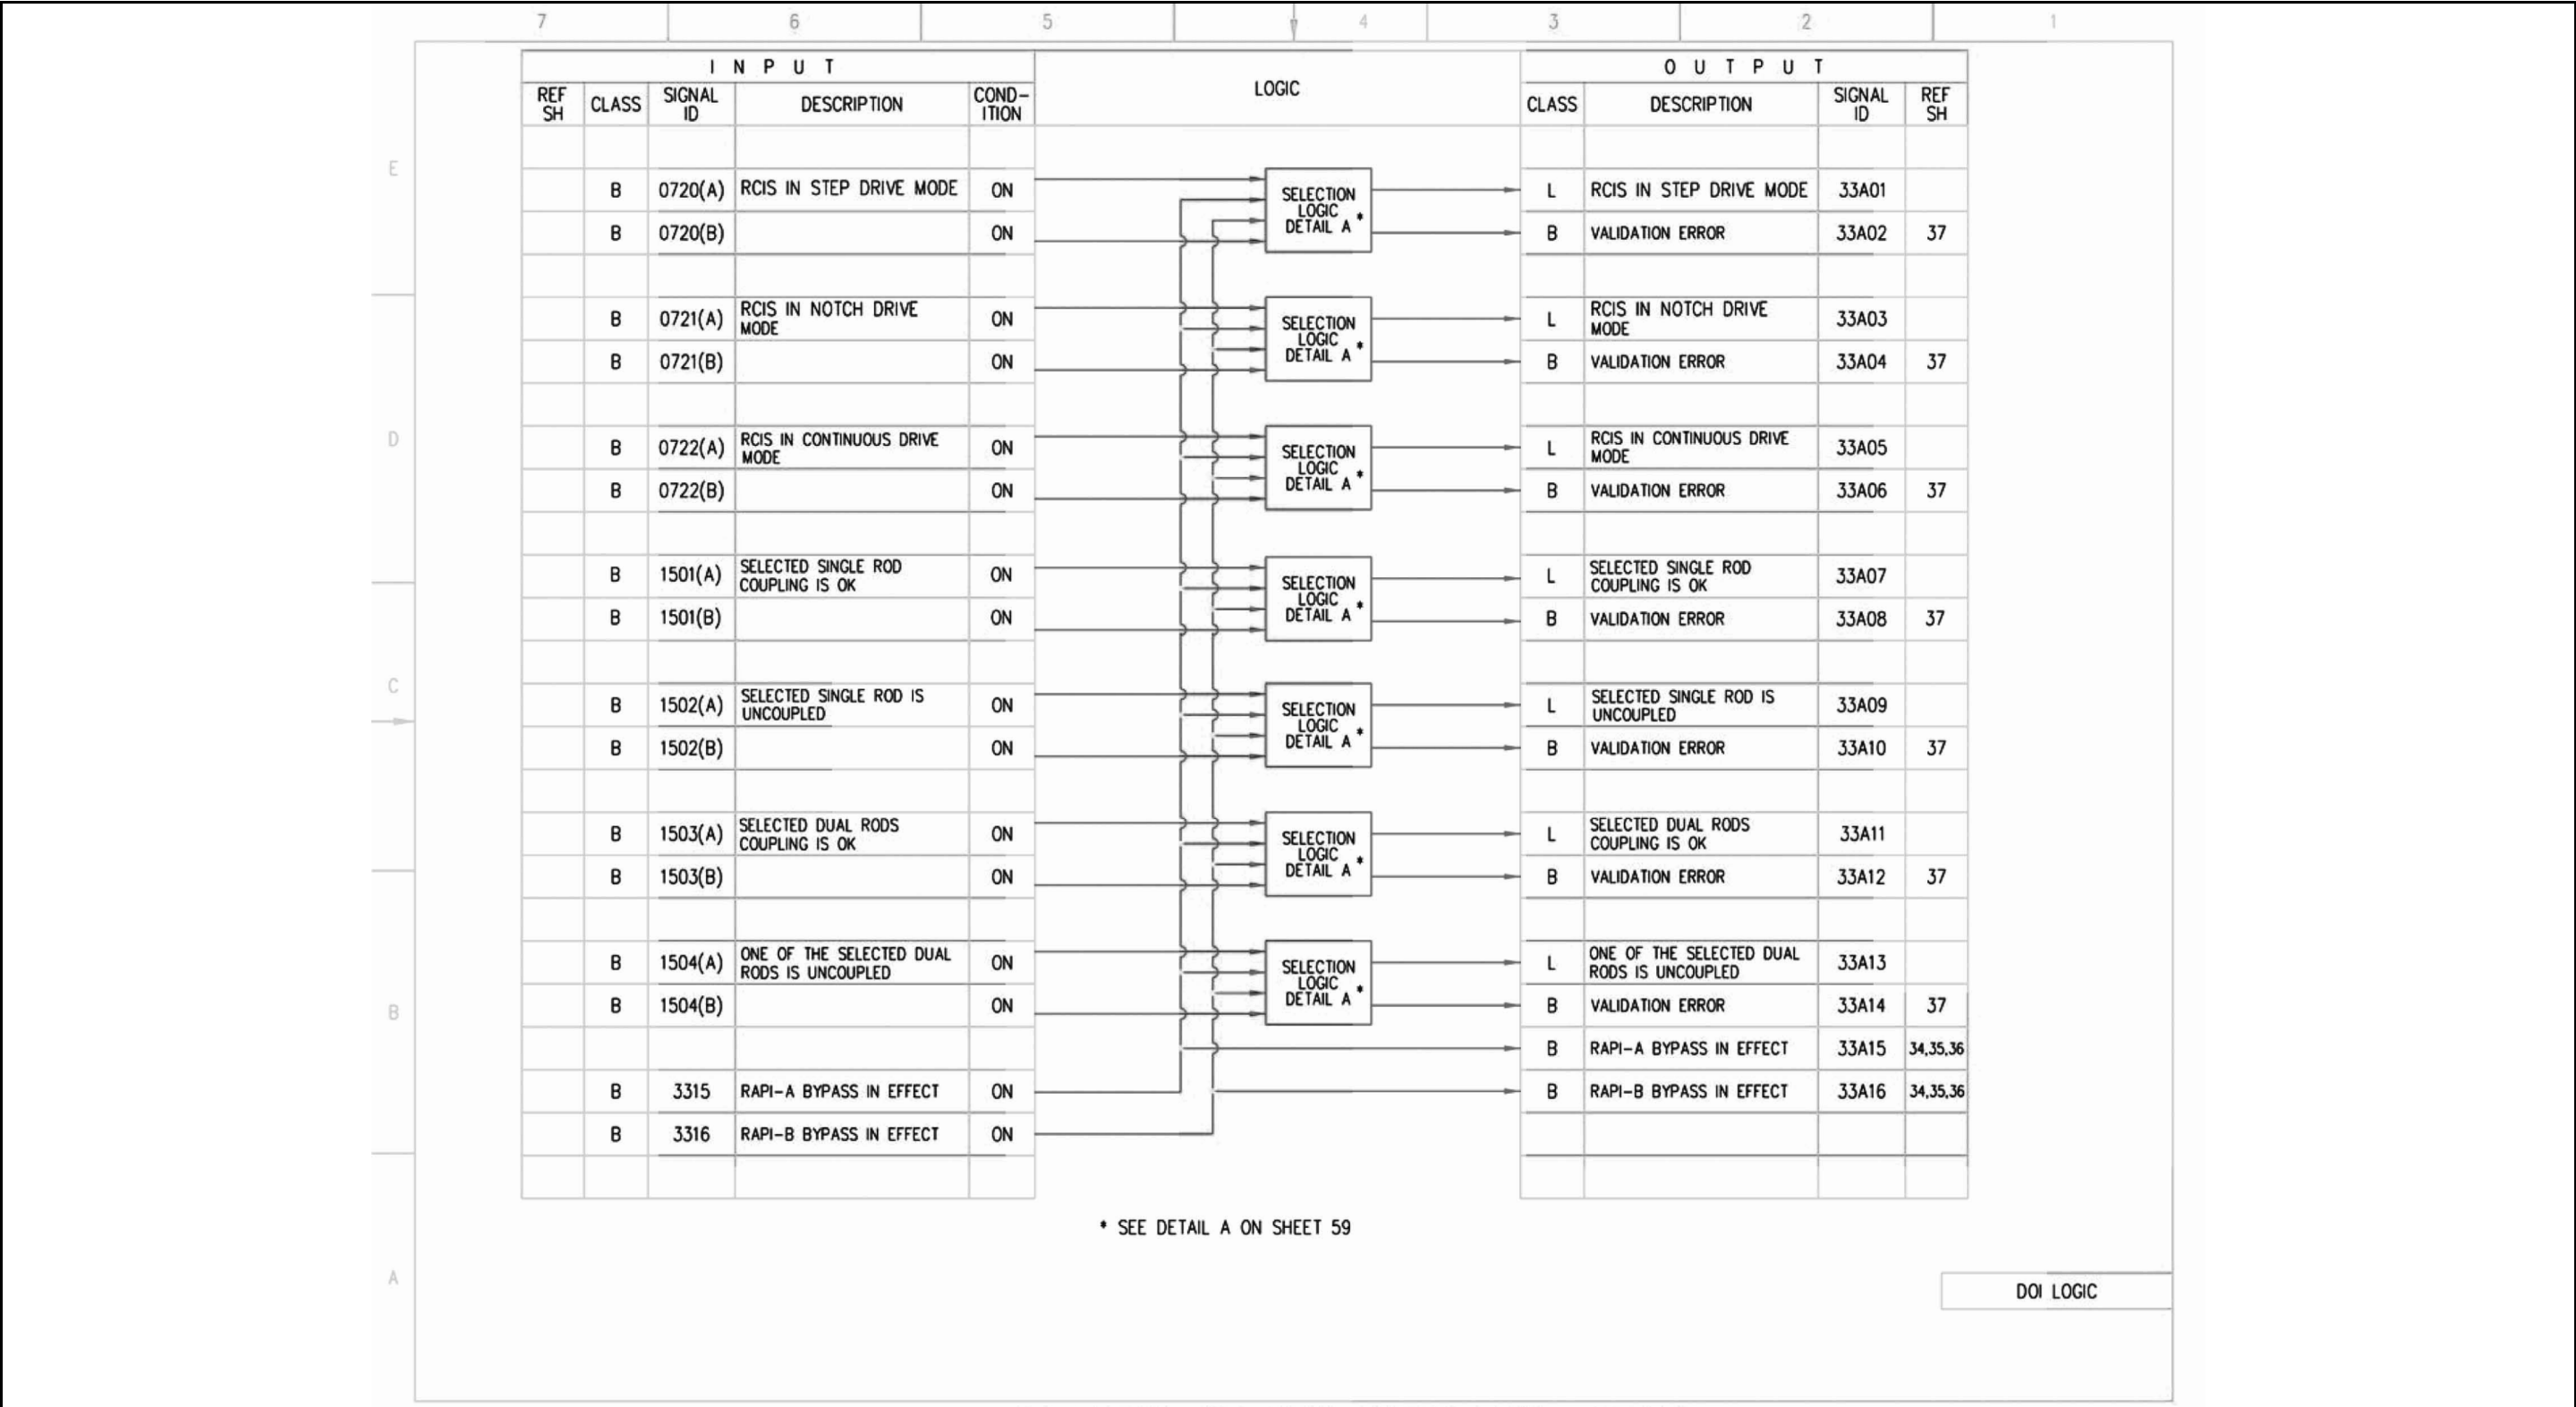 7 6 5 4 3 2 1
I N P U T
LOGIC
O U T P U T
REF SH CLASS SIGNAL ID DESCRIPTION COND-ITION
CLASS DESCRIPTION SIGNAL ID REF SH
E
B 0720(A) RCIS IN STEP DRIVE MODE ON
SELECTION
LOGIC
DETAIL A *
L RCIS IN STEP DRIVE MODE 33A01
B 0720(B) ON
B VALIDATION ERROR 33A02 37
B 0721(A) RCIS IN NOTCH DRIVE
MODE
ON
SELECTION
LOGIC
DETAIL A *
L RCIS IN NOTCH DRIVE
MODE
33A03
B 0721(B) ON
B VALIDATION ERROR 33A04 37
D
B 0722(A) RCIS IN CONTINUOUS DRIVE
MODE
ON
SELECTION
LOGIC
DETAIL A *
L RCIS IN CONTINUOUS DRIVE
MODE
33A05
B 0722(B) ON
B VALIDATION ERROR 33A06 37
B 1501(A) SELECTED SINGLE ROD
COUPLING IS OK
ON
SELECTION
LOGIC
DETAIL A *
L SELECTED SINGLE ROD
COUPLING IS OK
33A07
B 1501(B) ON
B VALIDATION ERROR 33A08 37
C
B 1502(A) SELECTED SINGLE ROD IS
UNCOUPLED
ON
SELECTION
LOGIC
DETAIL A *
L SELECTED SINGLE ROD IS
UNCOUPLED
33A09
B 1502(B) ON
B VALIDATION ERROR 33A10 37
B 1503(A) SELECTED DUAL RODS
COUPLING IS OK
ON
SELECTION
LOGIC
DETAIL A *
L SELECTED DUAL RODS
COUPLING IS OK
33A11
B 1503(B) ON
B VALIDATION ERROR 33A12 37
B 1504(A) ONE OF THE SELECTED DUAL
RODS IS UNCOUPLED
ON
SELECTION
LOGIC
DETAIL A *
L ONE OF THE SELECTED DUAL
RODS IS UNCOUPLED
33A13
B
B 1504(B) ON
B VALIDATION ERROR 33A14 37
B RAPI-A BYPASS IN EFFECT 33A15 34,35,36
B 3315 RAPI-A BYPASS IN EFFECT ON
B RAPI-B BYPASS IN EFFECT 33A16 34,35,36
B 3316 RAPI-B BYPASS IN EFFECT ON
* SEE DETAIL A ON SHEET 59
A
DOI LOGIC